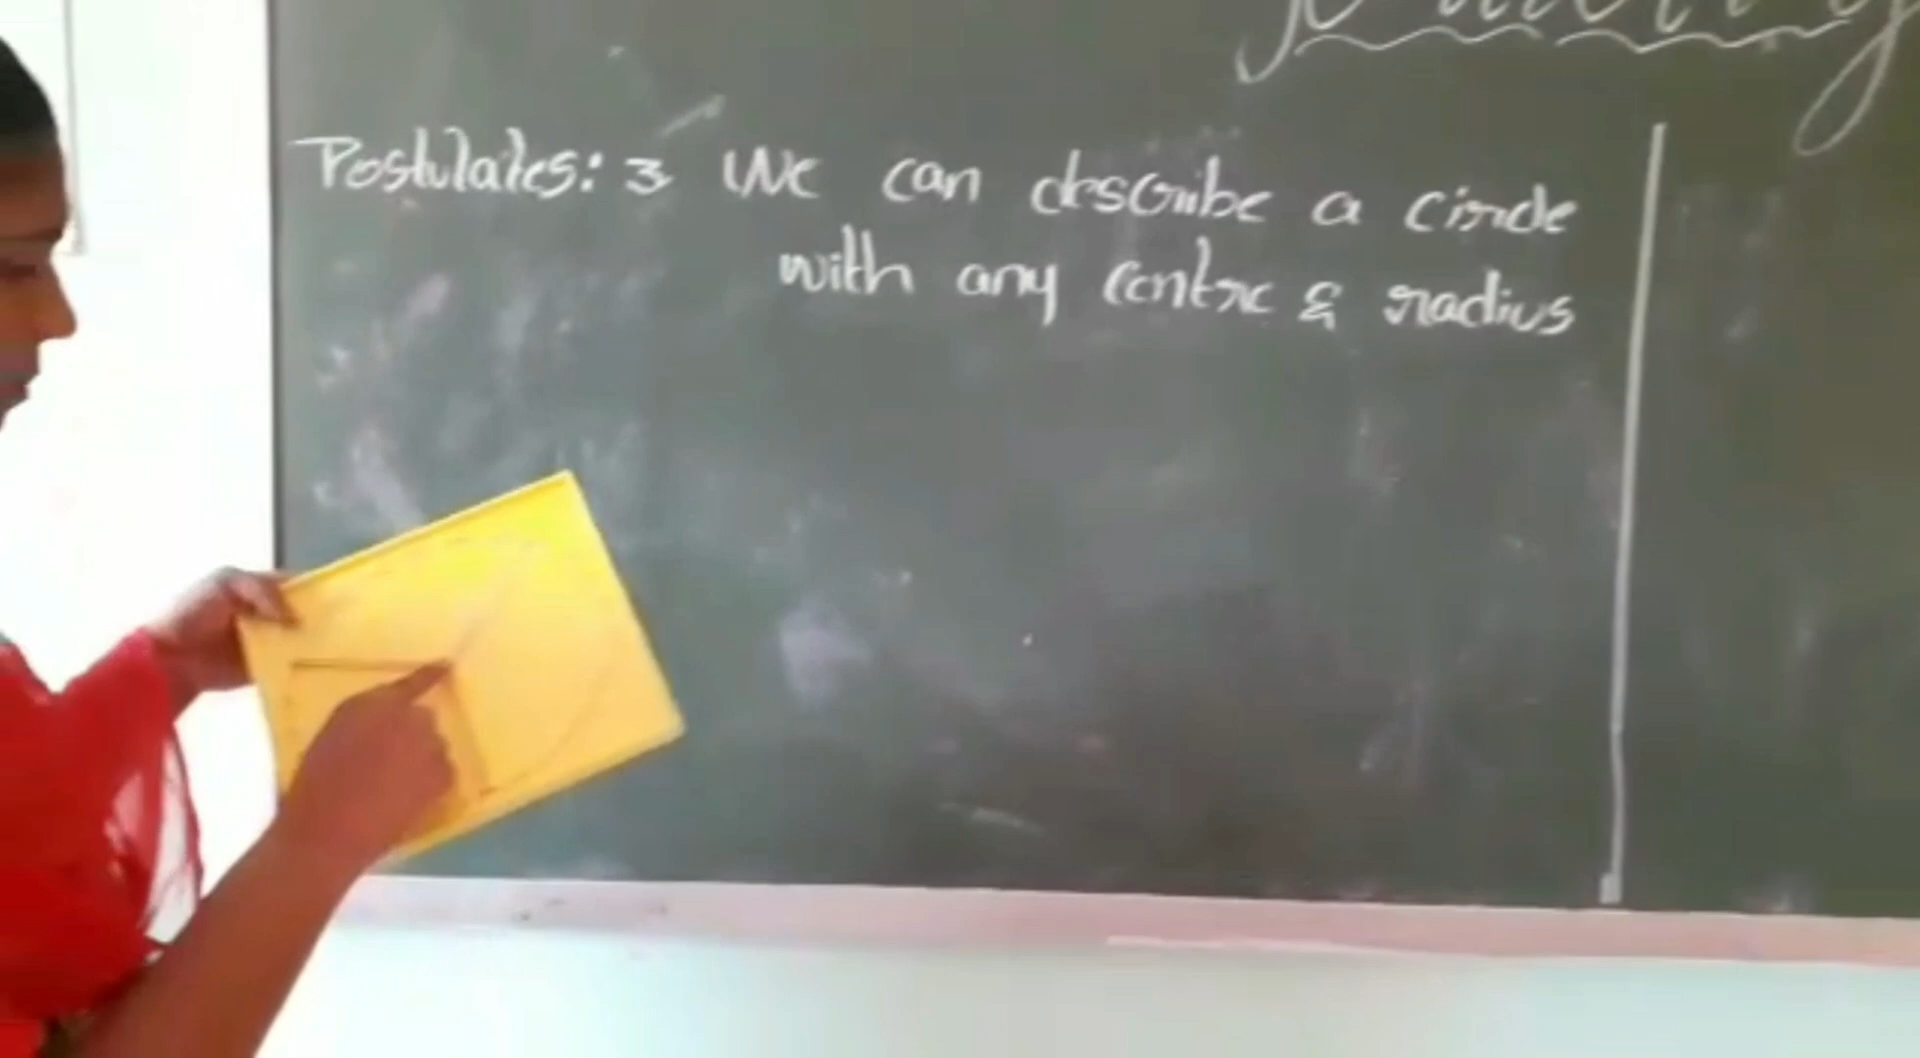 Postulates: 3 We can describe a circle
with any centre & radius